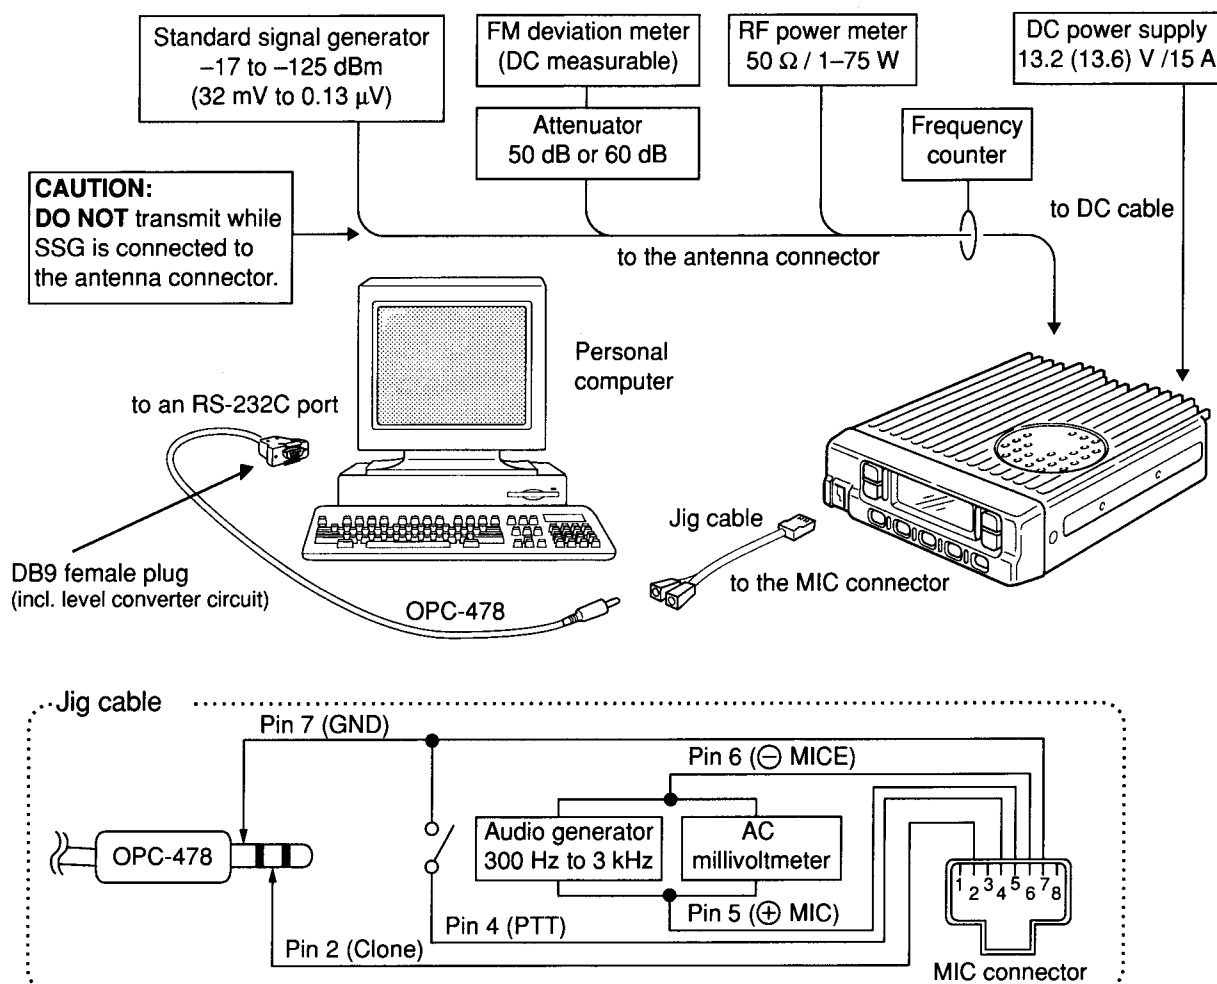 Standard signal generator
–17 to –125 dBm
(32 mV to 0.13 µV)
FM deviation meter
(DC measurable)
RF power meter
50 Ω / 1–75 W
DC power supply
13.2 (13.6) V /15 A
Attenuator
50 dB or 60 dB
Frequency
counter
CAUTION:
DO NOT transmit while
SSG is connected to
the antenna connector.
to the antenna connector
to DC cable
Personal
computer
to an RS-232C port
Jig cable
to the MIC connector
DB9 female plug
(incl. level converter circuit)
OPC-478
Jig cable
Pin 7 (GND)
Pin 6 (⊖ MICE)
Audio generator
300 Hz to 3 kHz
AC
millivoltmeter
OPC-478
1 2 3 4 5 6 7 8
Pin 5 (⊕ MIC)
Pin 4 (PTT)
Pin 2 (Clone)
MIC connector